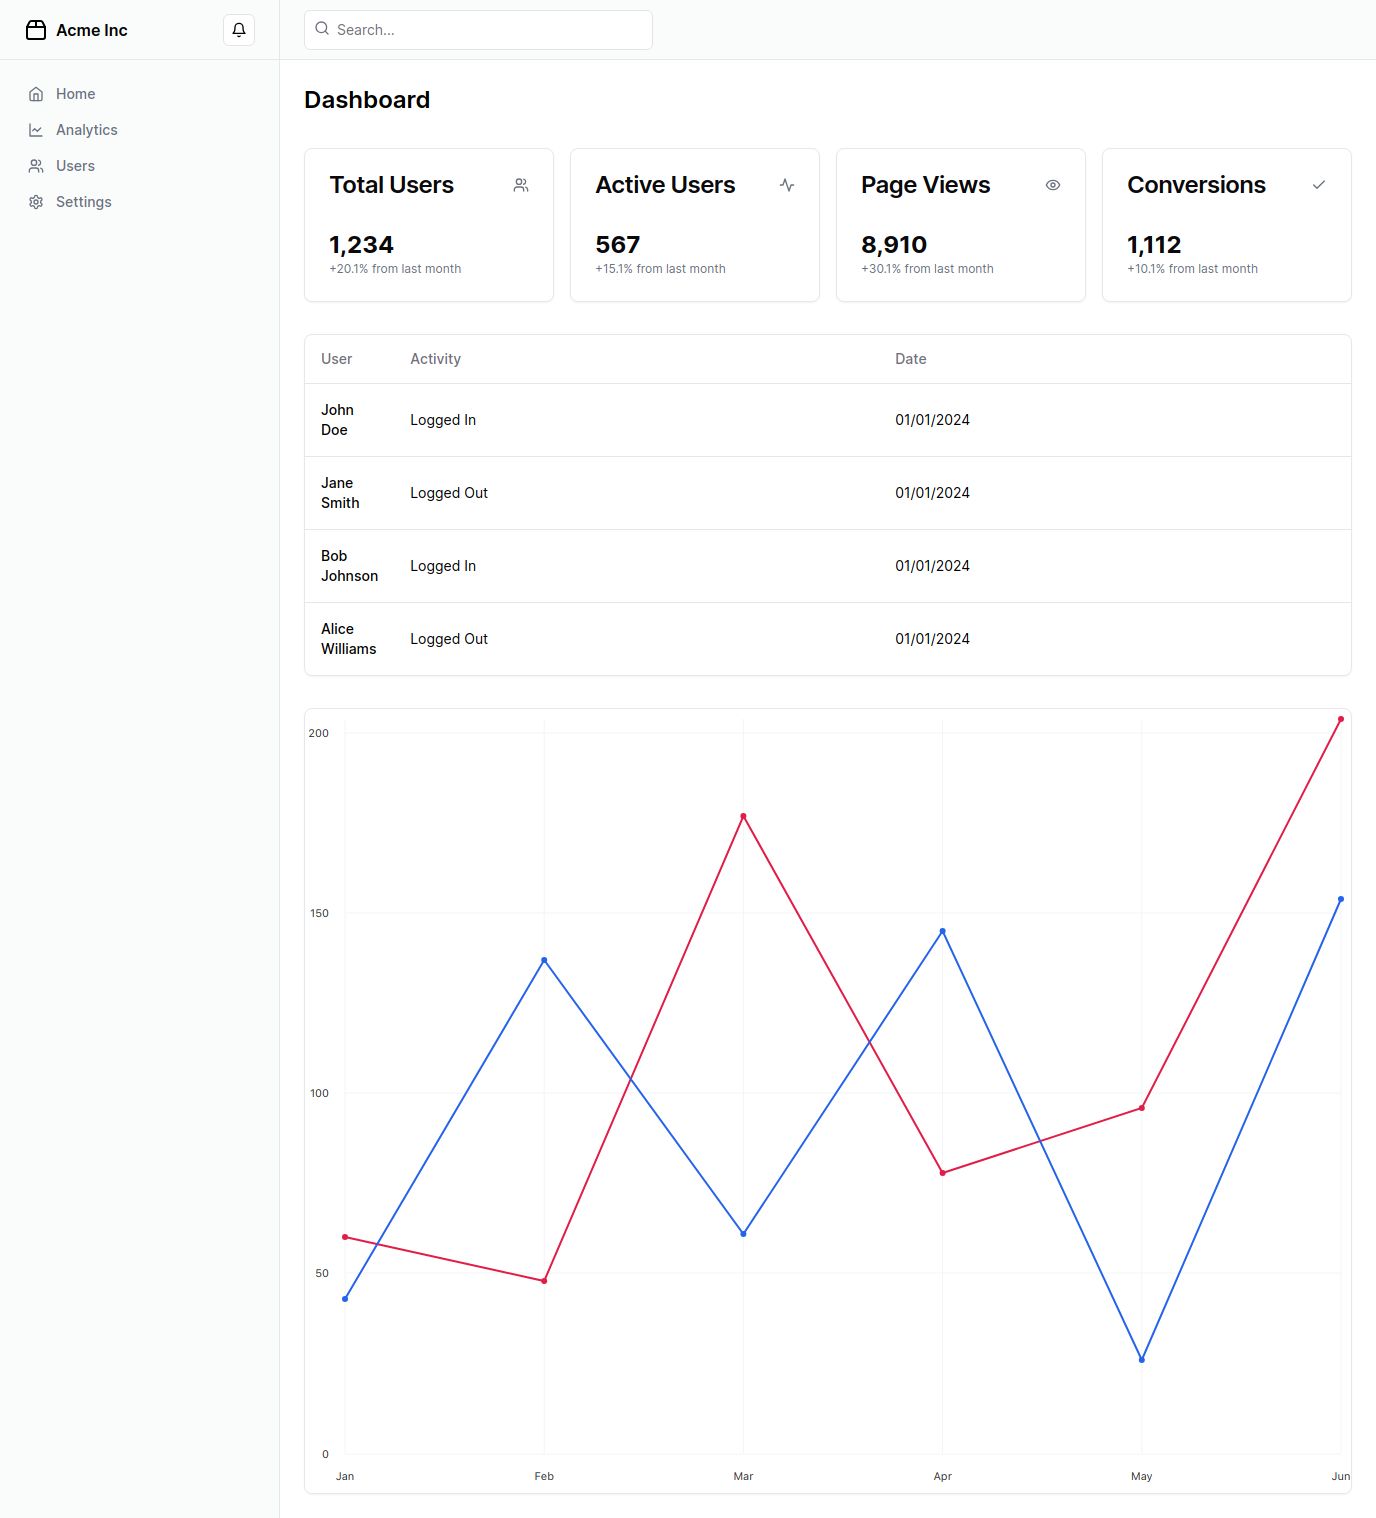 Acme Inc
Search...
Home
Analytics
Users
Settings
Dashboard
Total Users
1,234
+20.1% from last month
Active Users
567
+15.1% from last month
Page Views
8,910
+30.1% from last month
Conversions
1,112
+10.1% from last month
User Activity Date
John
Doe
Logged In 01/01/2024
Jane
Smith
Logged Out 01/01/2024
Bob
Johnson
Logged In 01/01/2024
Alice
Williams
Logged Out 01/01/2024
200
150
100
50
0
Jan Feb Mar Apr May Jun